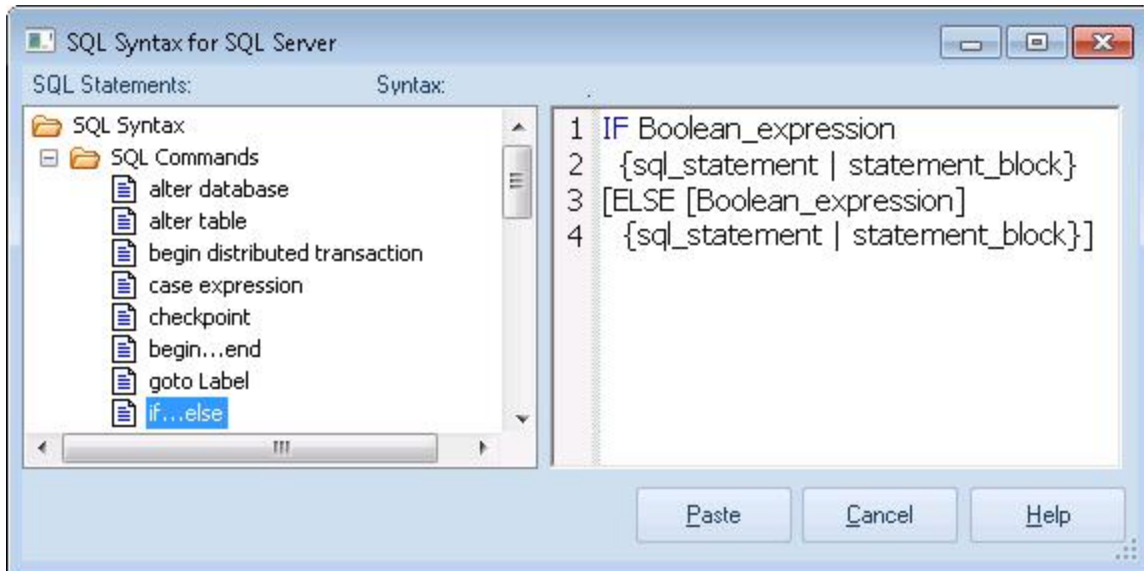 SQL Syntax for SQL Server
SQL Statements:
Syntax:
SQL Syntax
SQL Commands
alter database
alter table
begin distributed transaction
case expression
checkpoint
begin...end
goto Label
if...else
1 IF Boolean_expression
2 {sql_statement | statement_block}
3 [ELSE [Boolean_expression]
4 {sql_statement | statement_block}]
Paste
Cancel
Help